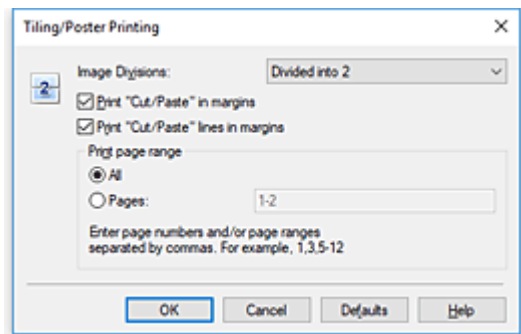 Tiling/Poster Printing
Image Divisions: Divided into 2
2
Print "Cut/Paste" in margins
Print "Cut/Paste" lines in margins
Print page range
All
Pages: 1-2
Enter page numbers and/or page ranges
separated by commas. For example, 1,3,5-12
OK Cancel Defaults Help